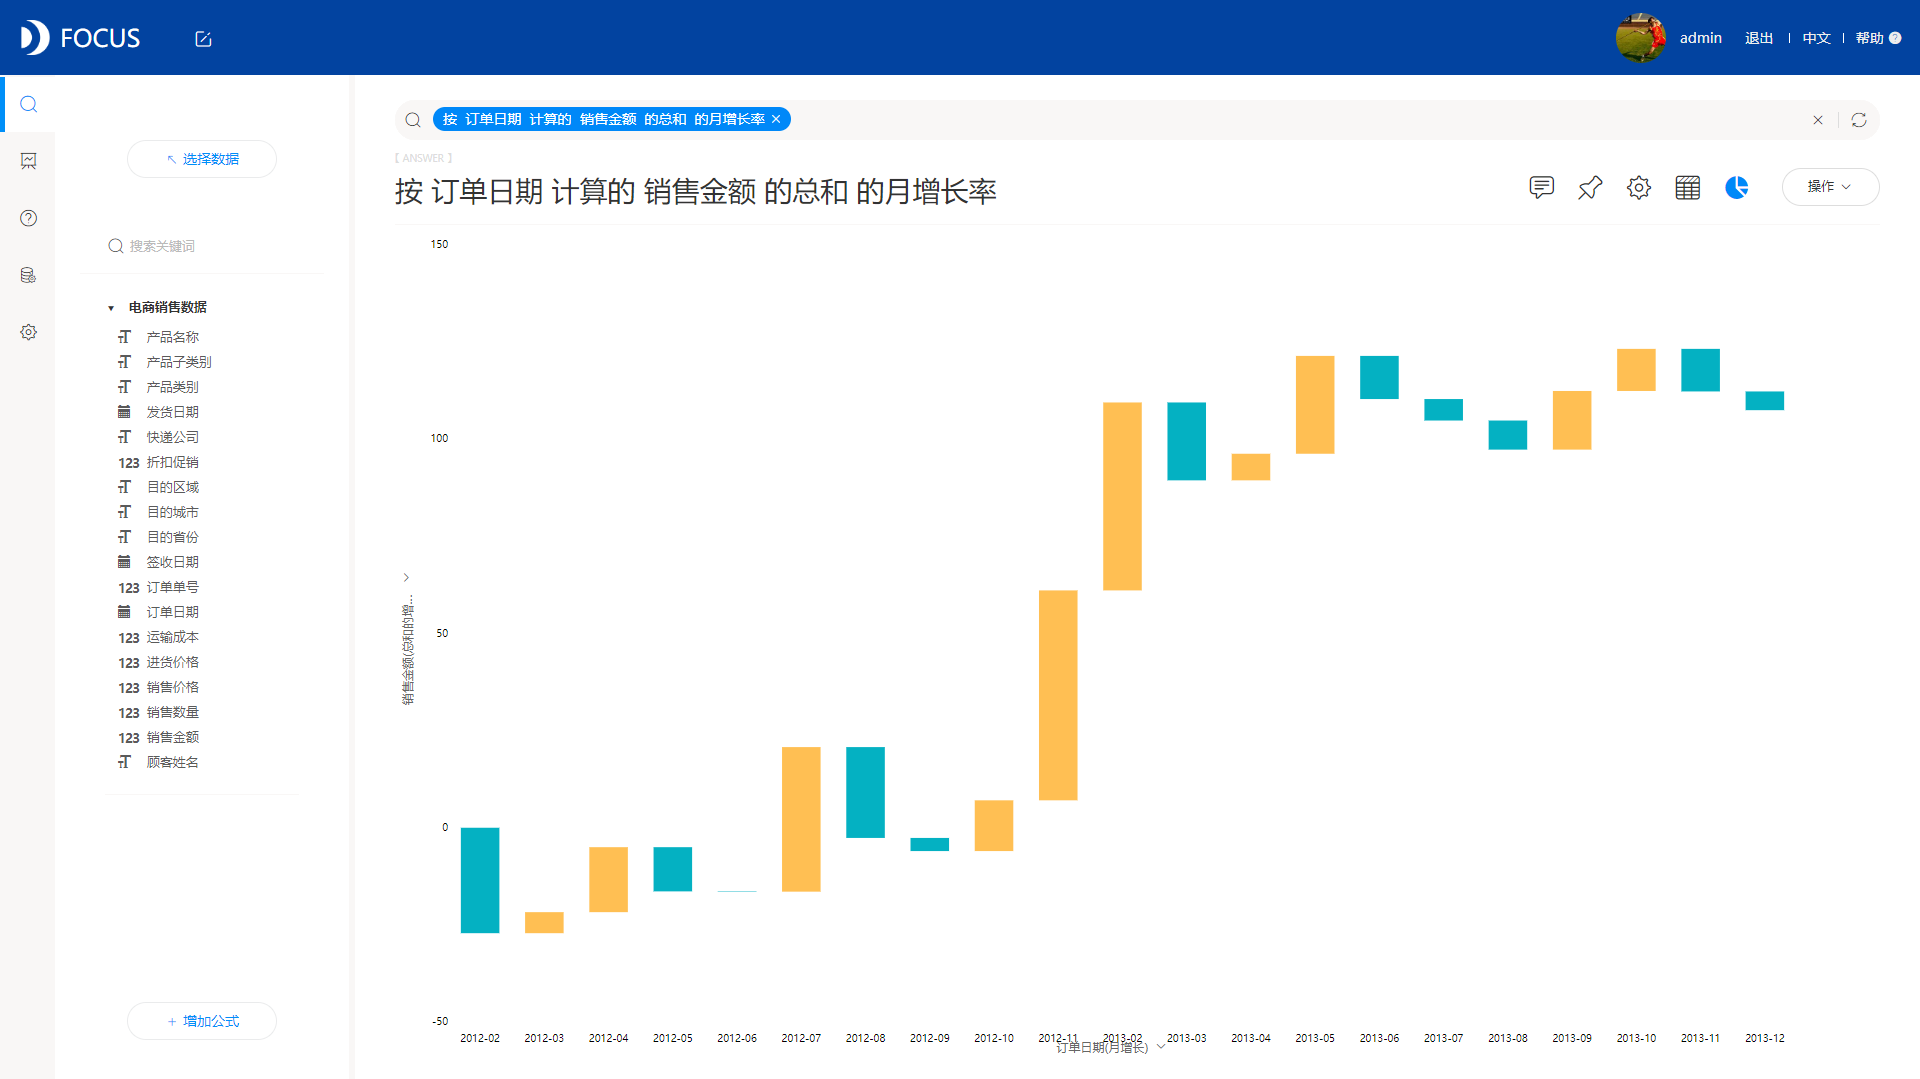 FOCUS
admin 退出 中文 帮助 ?
按 订单日期 计算的 销售金额 的总和 的月增长率 ×
【 ANSWER 】
按 订单日期 计算的 销售金额 的总和 的月增长率
操作
选择数据
搜索关键词
电商销售数据
T 产品名称
T 产品子类别
T 产品类别
发货日期
T 快递公司
123 折扣促销
T 目的区域
T 目的城市
T 目的省份
签收日期
123 订单单号
订单日期
123 运输成本
123 进货价格
123 销售价格
123 销售数量
123 销售金额
T 顾客姓名
+ 增加公式
150
100
50
0
-50
销售金额(总和的增...
2012-02 2012-03 2012-04 2012-05 2012-06 2012-07 2012-08 2012-09 2012-10 2012-11 2013-02 2013-03 2013-04 2013-05 2013-06 2013-07 2013-08 2013-09 2013-10 2013-11 2013-12
订单日期(月增长)